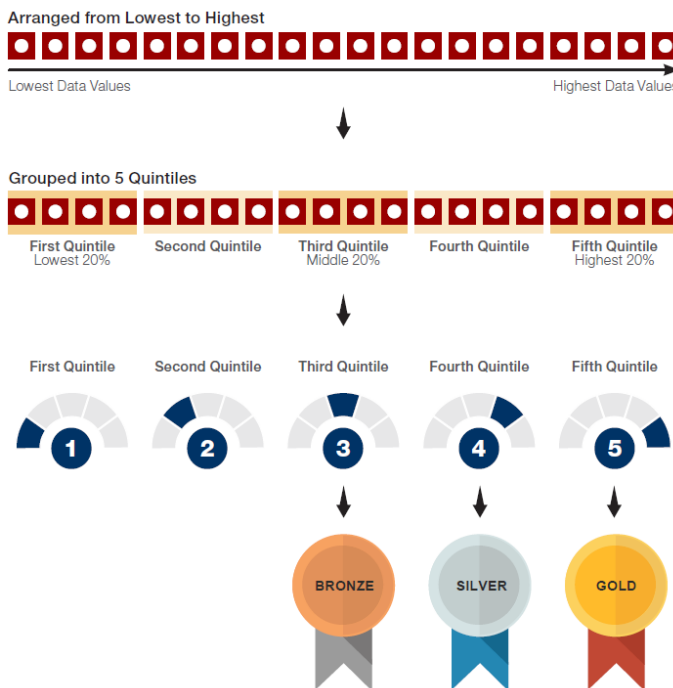 Arranged from Lowest to Highest
Lowest Data Values Highest Data Values
Grouped into 5 Quintiles
First Quintile Second Quintile Third Quintile Fourth Quintile Fifth Quintile
Lowest 20% Middle 20% Highest 20%
First Quintile Second Quintile Third Quintile Fourth Quintile Fifth Quintile
1 2 3 4 5
BRONZE SILVER GOLD